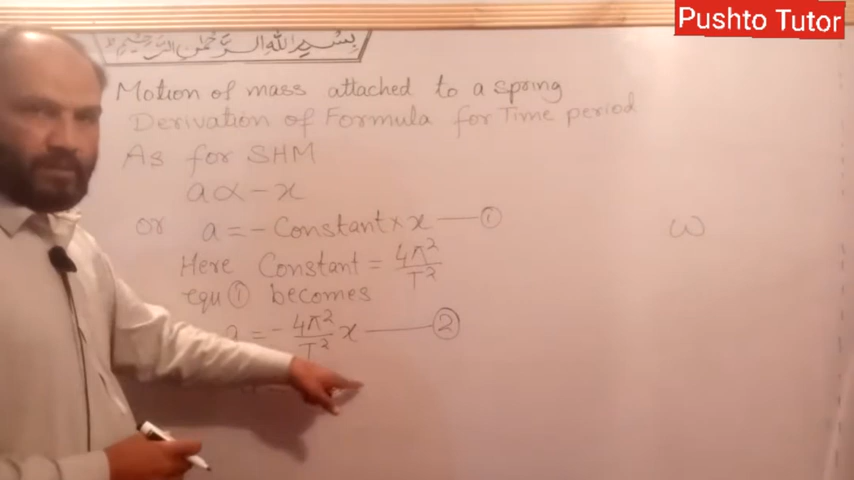 Pushto Tutor
بسم الله الرحمن الرحيم
Motion of mass attached to a spring
Derivation of Formula for Time period
As for SHM
a ∝ - x
or a = - Constant × x —— ①
Here Constant = 4π²/T²
equ ① becomes
a = - 4π²/T² x —— ②
ω